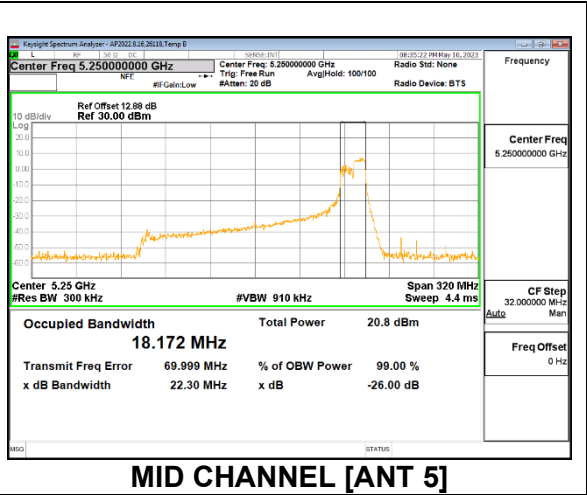 Keysight Spectrum Analyzer - AP2022.8.16,26118,Temp B
L RF 50 Ω DC SENSE:INT 08:35:22 PM May 10, 2023
Center Freq 5.250000000 GHz Center Freq: 5.250000000 GHz Radio Std: None Frequency
NFE Trig: Free Run Avg|Hold: 100/100
#IFGain:Low #Atten: 20 dB Radio Device: BTS
Ref Offset 12.88 dB
10 dB/div Ref 30.00 dBm
Log
20.0
10.0
0.00
-10.0
-20.0
-30.0
-40.0
-50.0
-60.0
Center 5.25 GHz Span 320 MHz
#Res BW 300 kHz #VBW 910 kHz Sweep 4.4 ms
Center Freq
5.250000000 GHz
CF Step
32.000000 MHz
Auto Man
Freq Offset
0 Hz
Occupied Bandwidth Total Power 20.8 dBm
18.172 MHz
Transmit Freq Error 69.999 MHz % of OBW Power 99.00 %
x dB Bandwidth 22.30 MHz x dB -26.00 dB
MSG STATUS
MID CHANNEL [ANT 5]